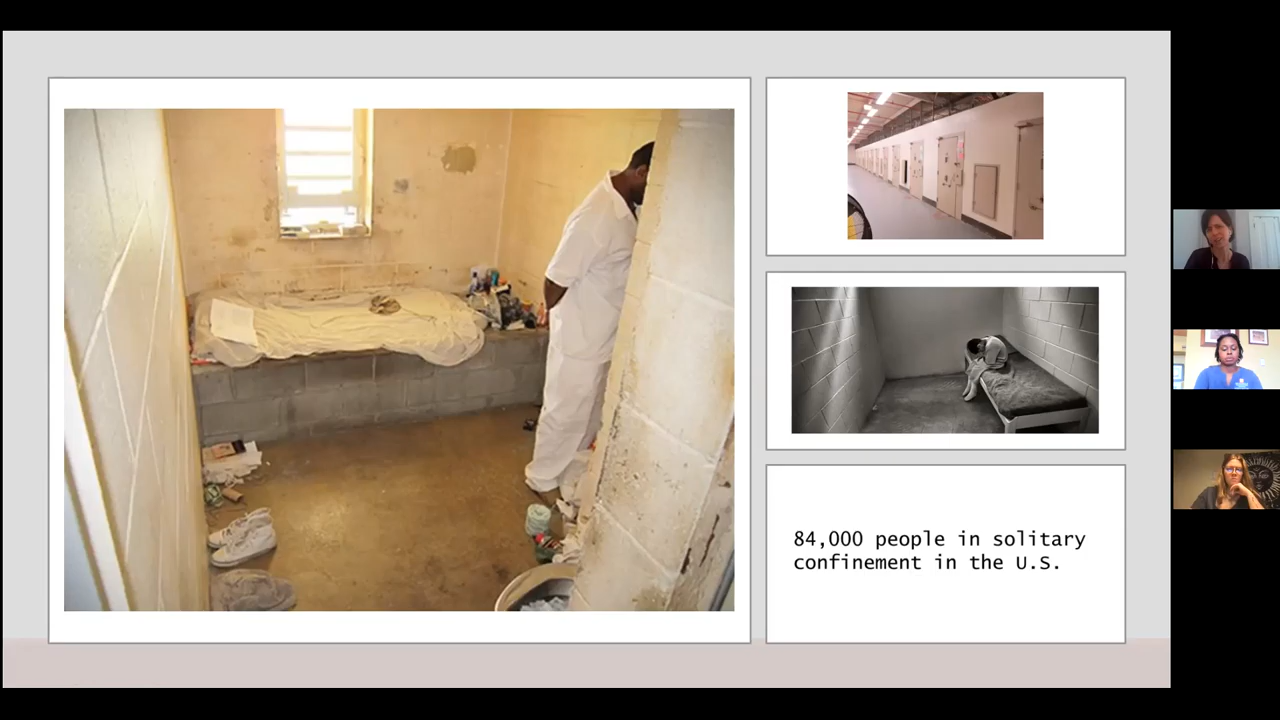 84,000 people in solitary
confinement in the U.S.